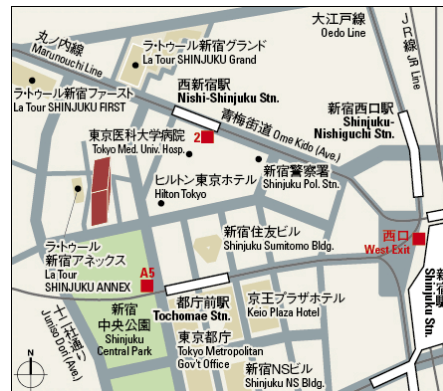 丸ノ内線
Marunouchi Line
ラ・トゥール新宿グランド
La Tour SHINJUKU Grand
大江戸線
Oedo Line
JR線 JR Line
ラ・トゥール新宿ファースト
La Tour SHINJUKU FIRST
西新宿駅
Nishi-Shinjuku Stn.
新宿西口駅
Shinjuku-
Nishiguchi Stn.
青梅街道 Ome Kido (Ave.)
東京医科大学病院
Tokyo Med. Univ. Hosp.
2
ヒルトン東京ホテル
Hilton Tokyo
新宿警察署
Shinjuku Pol. Stn.
ラ・トゥール
新宿アネックス
La Tour
SHINJUKU ANNEX
新宿住友ビル
Shinjuku Sumitomo Bldg.
西口
West Exit
A5
新宿駅
Shinjuku Stn.
都庁前駅
Tochomae Stn.
京王プラザホテル
Keio Plaza Hotel
十二社通り
Juniso Dori (Ave.)
新宿
中央公園
Shinjuku
Central Park
東京都庁
Tokyo Metropolitan
Gov't Office
新宿NSビル
Shinjuku NS Bldg.
N